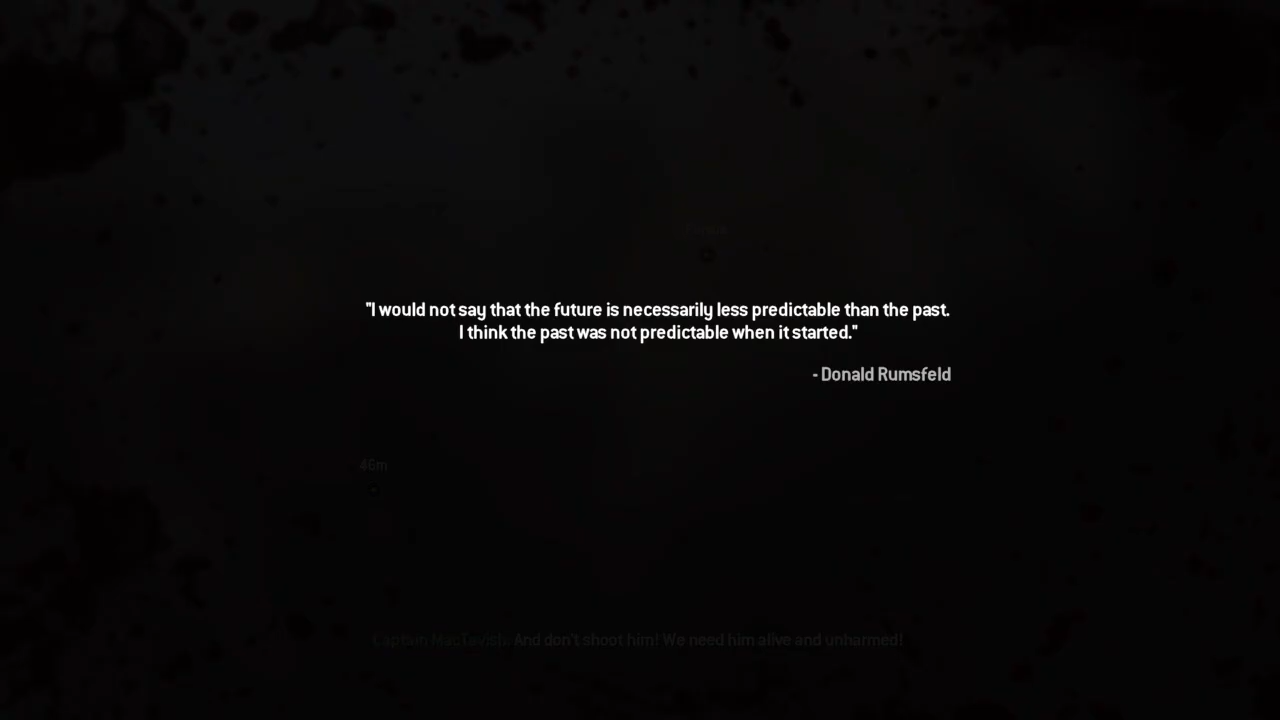 "I would not say that the future is necessarily less predictable than the past.
I think the past was not predictable when it started."
- Donald Rumsfeld
46m
Captain MacTavish: And don't shoot him! We need him alive and unharmed!